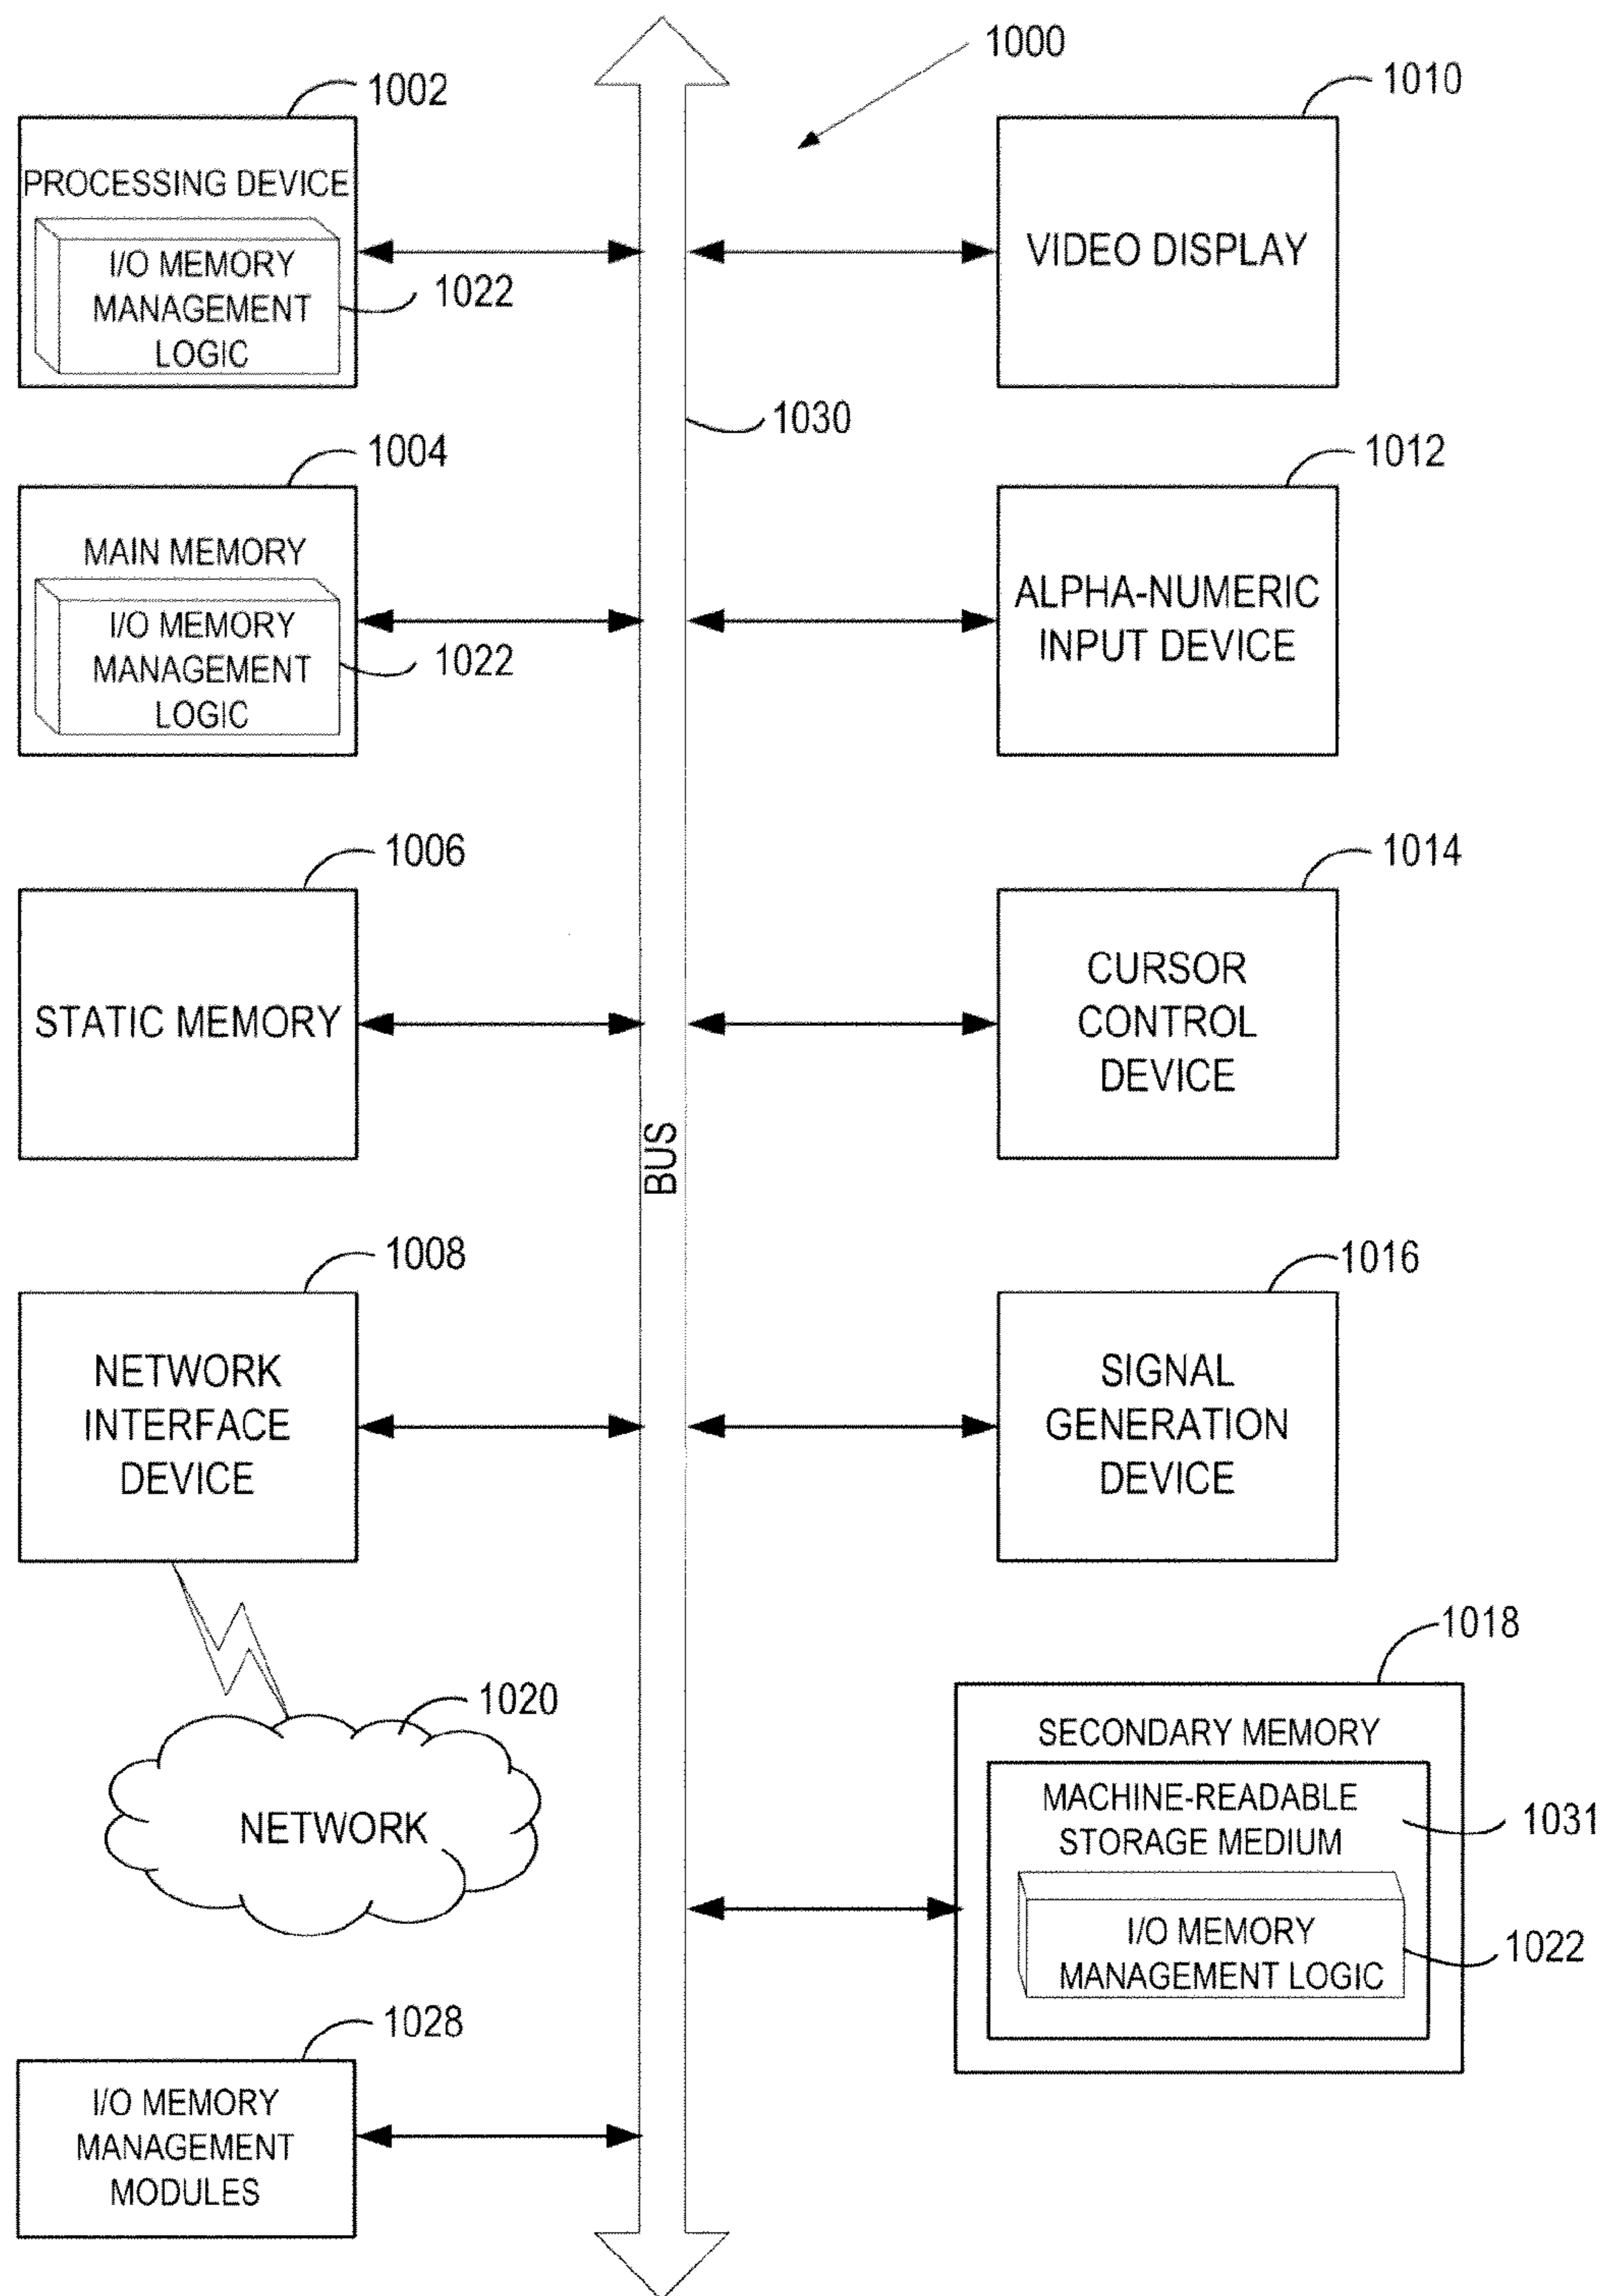 1000
1002
PROCESSING DEVICE
I/O MEMORY
MANAGEMENT
LOGIC
1022
1010
VIDEO DISPLAY
1030
1004
MAIN MEMORY
I/O MEMORY
MANAGEMENT
LOGIC
1022
1012
ALPHA-NUMERIC
INPUT DEVICE
1006
STATIC MEMORY
1014
CURSOR
CONTROL
DEVICE
BUS
1008
NETWORK
INTERFACE
DEVICE
1016
SIGNAL
GENERATION
DEVICE
1020
NETWORK
1018
SECONDARY MEMORY
MACHINE-READABLE
STORAGE MEDIUM
1031
I/O MEMORY
MANAGEMENT LOGIC
1022
1028
I/O MEMORY
MANAGEMENT
MODULES